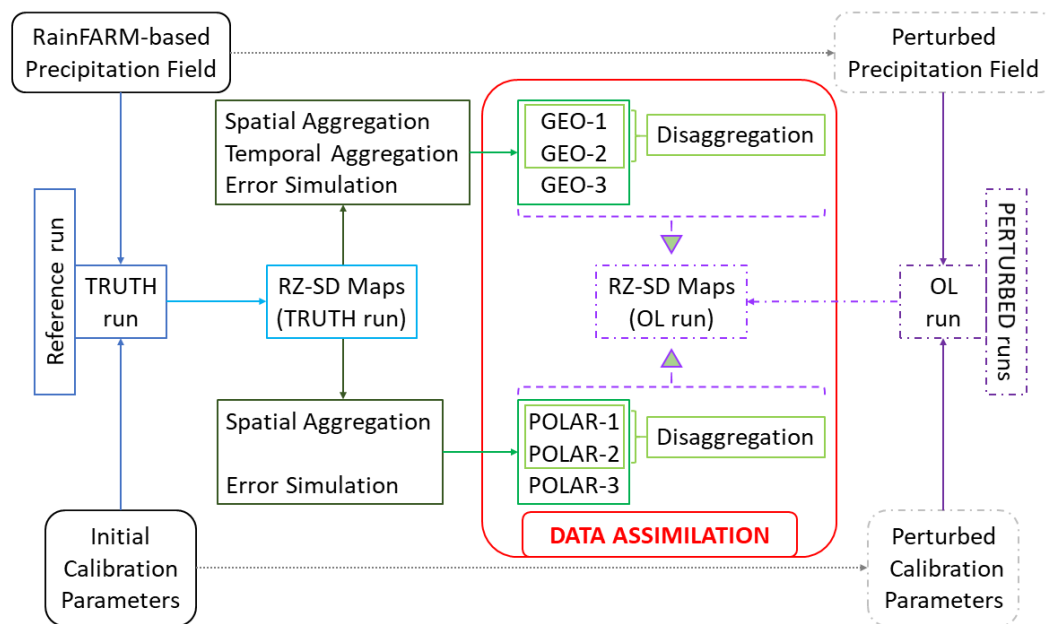 RainFARM-based
Precipitation Field
Perturbed
Precipitation Field
Spatial Aggregation
Temporal Aggregation
Error Simulation
GEO-1
GEO-2
GEO-3
Disaggregation
Reference run
TRUTH
run
RZ-SD Maps
(TRUTH run)
RZ-SD Maps
(OL run)
OL
run
PERTURBED
runs
Spatial Aggregation
Error Simulation
POLAR-1
POLAR-2
POLAR-3
Disaggregation
DATA ASSIMILATION
Initial
Calibration
Parameters
Perturbed
Calibration
Parameters